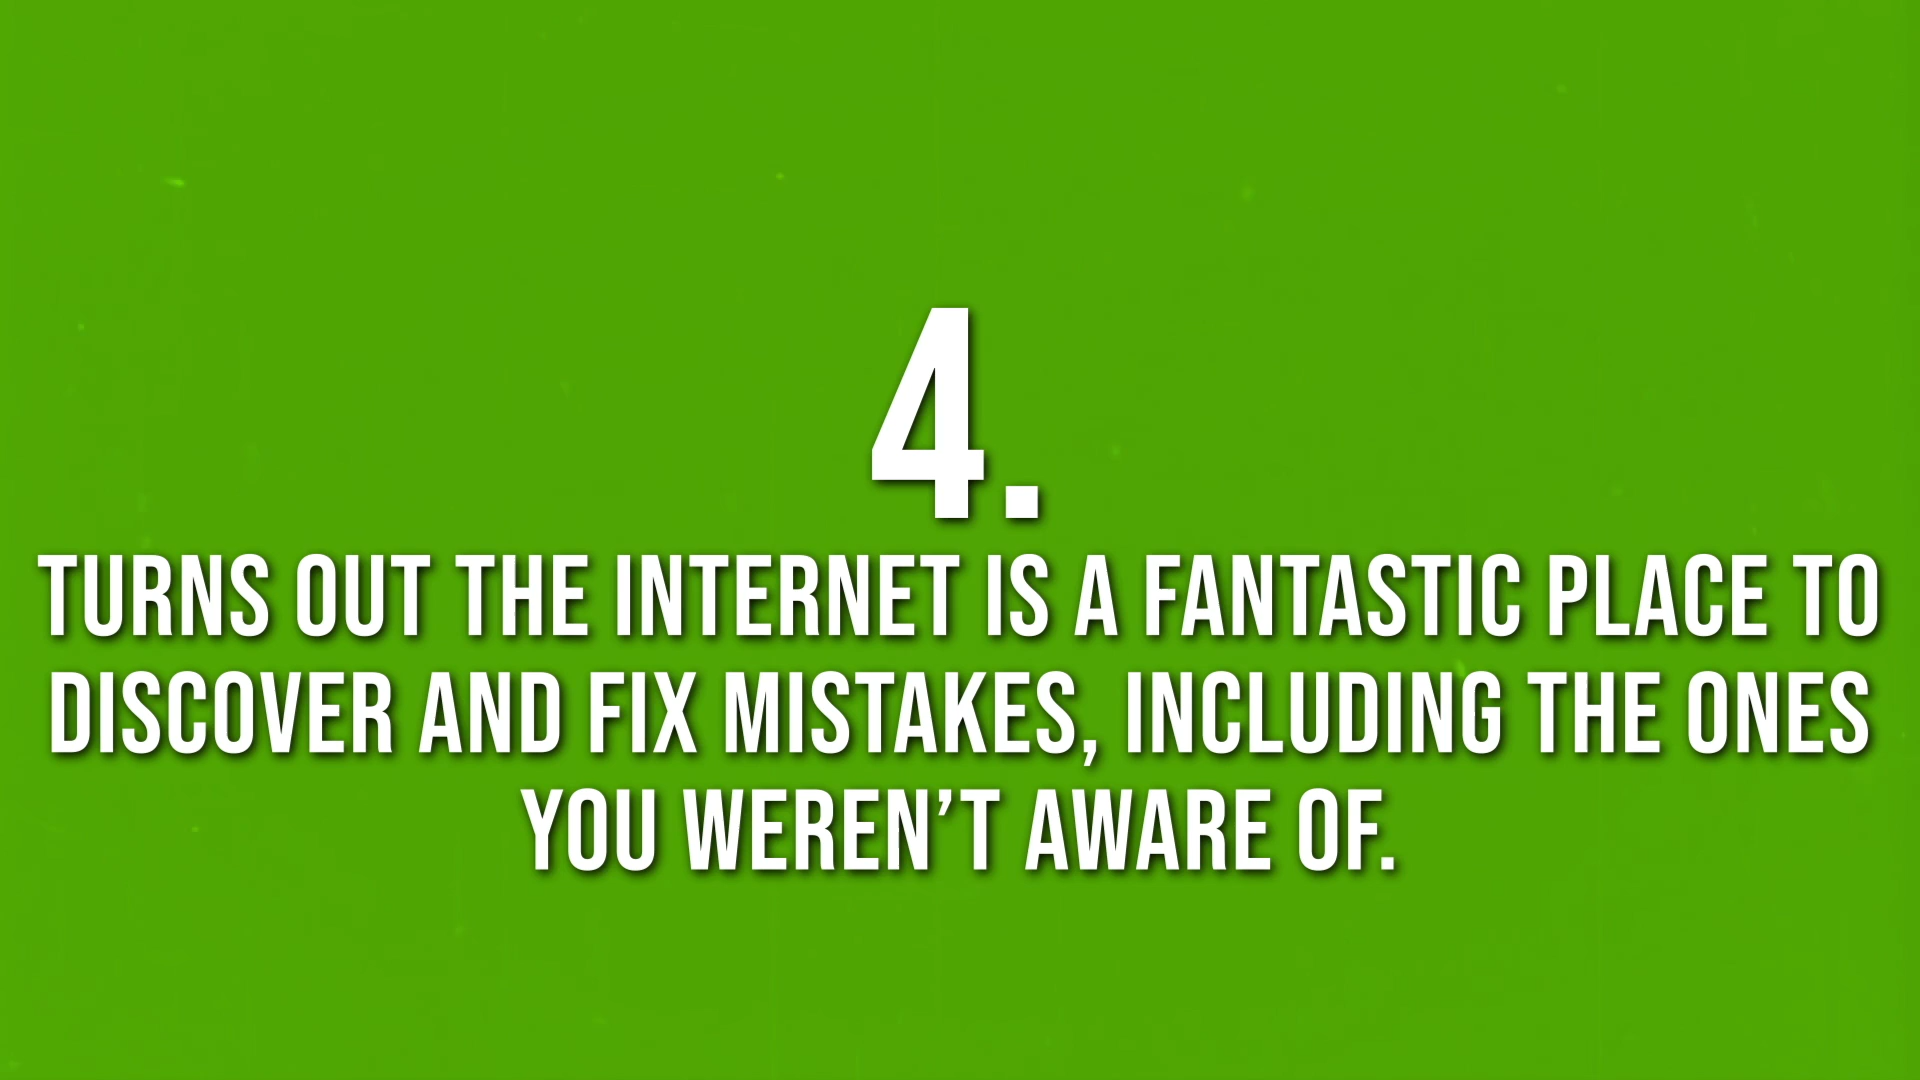 4.
TURNS OUT THE INTERNET IS A FANTASTIC PLACE TO
DISCOVER AND FIX MISTAKES, INCLUDING THE ONES
YOU WEREN’T AWARE OF.